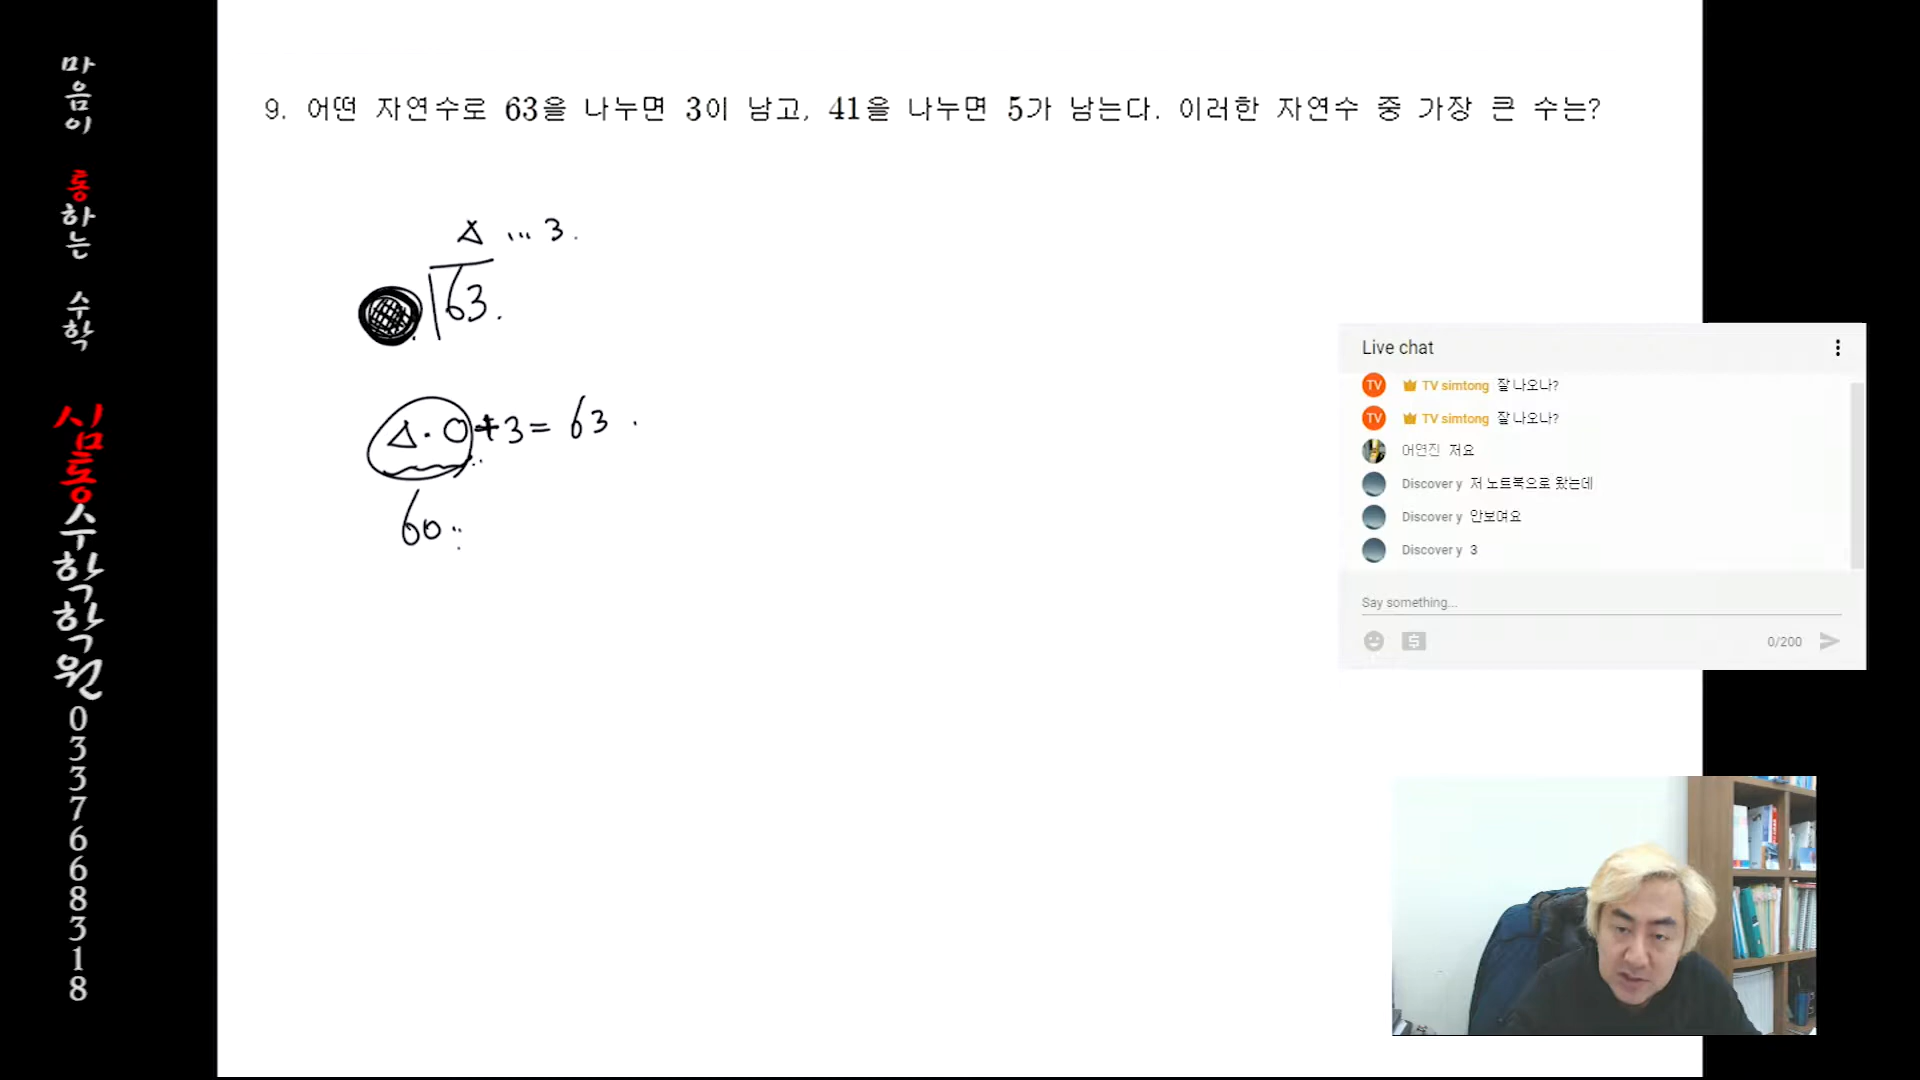 마음이 통하는 수학 심통수학학원 0337668318
9. 어떤 자연수로 63을 나누면 3이 남고, 41을 나누면 5가 남는다. 이러한 자연수 중 가장 큰 수는?
△ ... 3.
63.
△·○+3= 63.
60
Live chat
TV TV simtong 잘 나오나?
TV TV simtong 잘 나오나?
어연진 저요
Discover y 저 노트북으로 왔는데
Discover y 안보여요
Discover y 3
Say something...
0/200